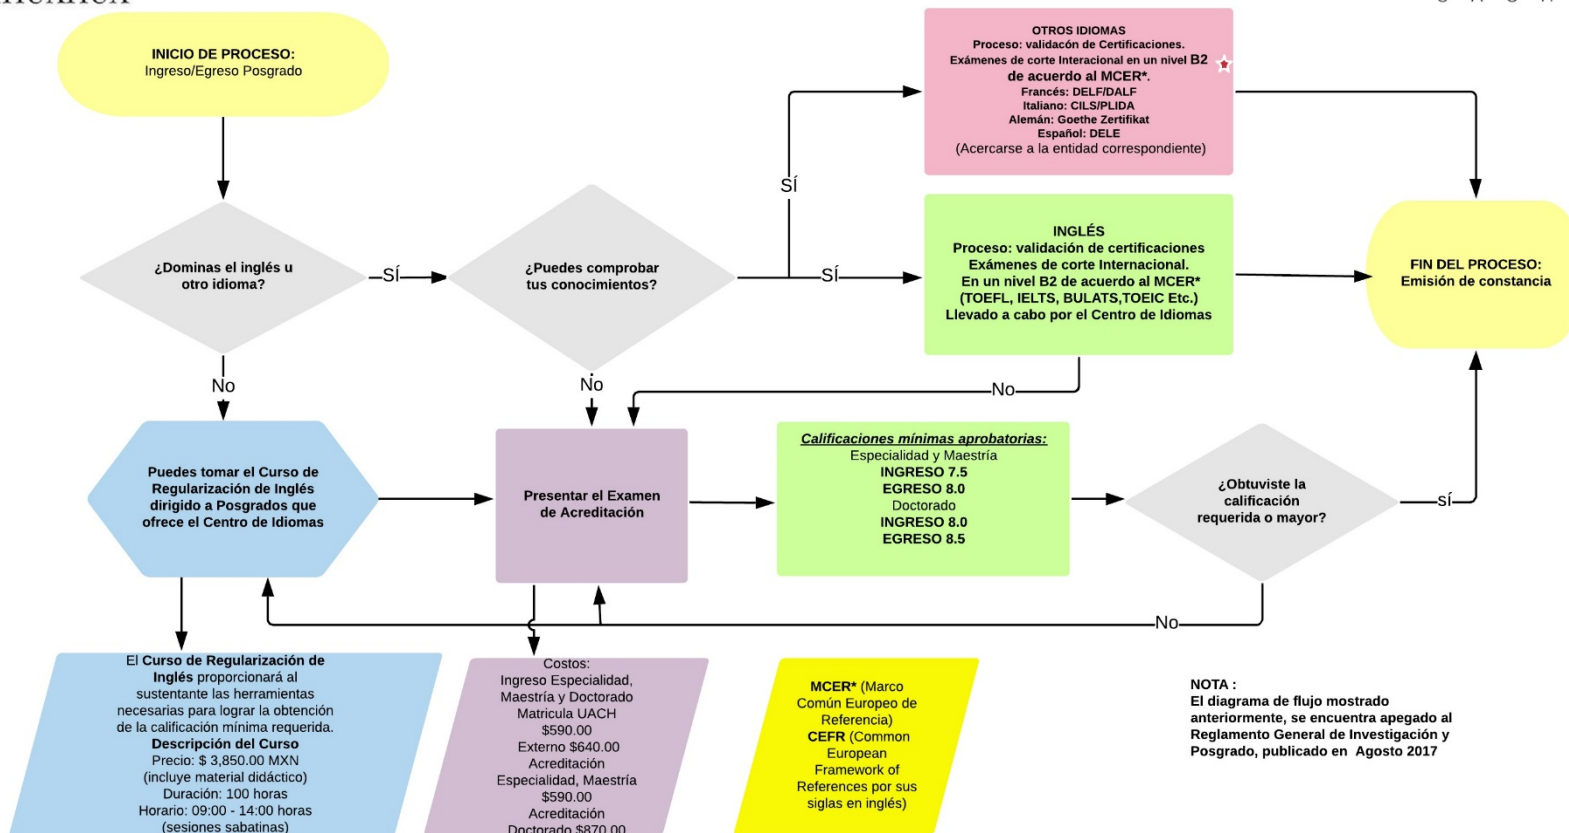 INICIO DE PROCESO:
Ingreso/Egreso Posgrado
OTROS IDIOMAS
Proceso: validacón de Certificaciones.
Exámenes de corte Interacional en un nivel B2
de acuerdo al MCER*.
Francés: DELF/DALF
Italiano: CILS/PLIDA
Alemán: Goethe Zertifikat
Español: DELE
(Acercarse a la entidad correspondiente)
SÍ
¿Dominas el inglés u
otro idioma?
SÍ
¿Puedes comprobar
tus conocimientos?
SÍ
INGLÉS
Proceso: validación de certificaciones
Exámenes de corte Internacional.
En un nivel B2 de acuerdo al MCER*
(TOEFL, IELTS, BULATS,TOEIC Etc.)
Llevado a cabo por el Centro de Idiomas
FIN DEL PROCESO:
Emisión de constancia
No
No
No
Puedes tomar el Curso de
Regularización de Inglés
dirigido a Posgrados que
ofrece el Centro de Idiomas
Presentar el Examen
de Acreditación
Calificaciones mínimas aprobatorias:
Especialidad y Maestría
INGRESO 7.5
EGRESO 8.0
Doctorado
INGRESO 8.0
EGRESO 8.5
¿Obtuviste la
calificación
requerida o mayor?
sí
No
El Curso de Regularización de
Inglés proporcionará al
sustentante las herramientas
necesarias para lograr la obtención
de la calificación mínima requerida.
Descripción del Curso
Precio: $ 3,850.00 MXN
(incluye material didáctico)
Duración: 100 horas
Horario: 09:00 - 14:00 horas
(sesiones sabatinas)
Costos:
Ingreso Especialidad,
Maestría y Doctorado
Matricula UACH
$590.00
Externo $640.00
Acreditación
Especialidad, Maestría
$590.00
Acreditación
Doctorado $870.00
MCER* (Marco
Común Europeo de
Referencia)
CEFR (Common
European
Framework of
References por sus
siglas en inglés)
NOTA :
El diagrama de flujo mostrado
anteriormente, se encuentra apegado al
Reglamento General de Investigación y
Posgrado, publicado en Agosto 2017